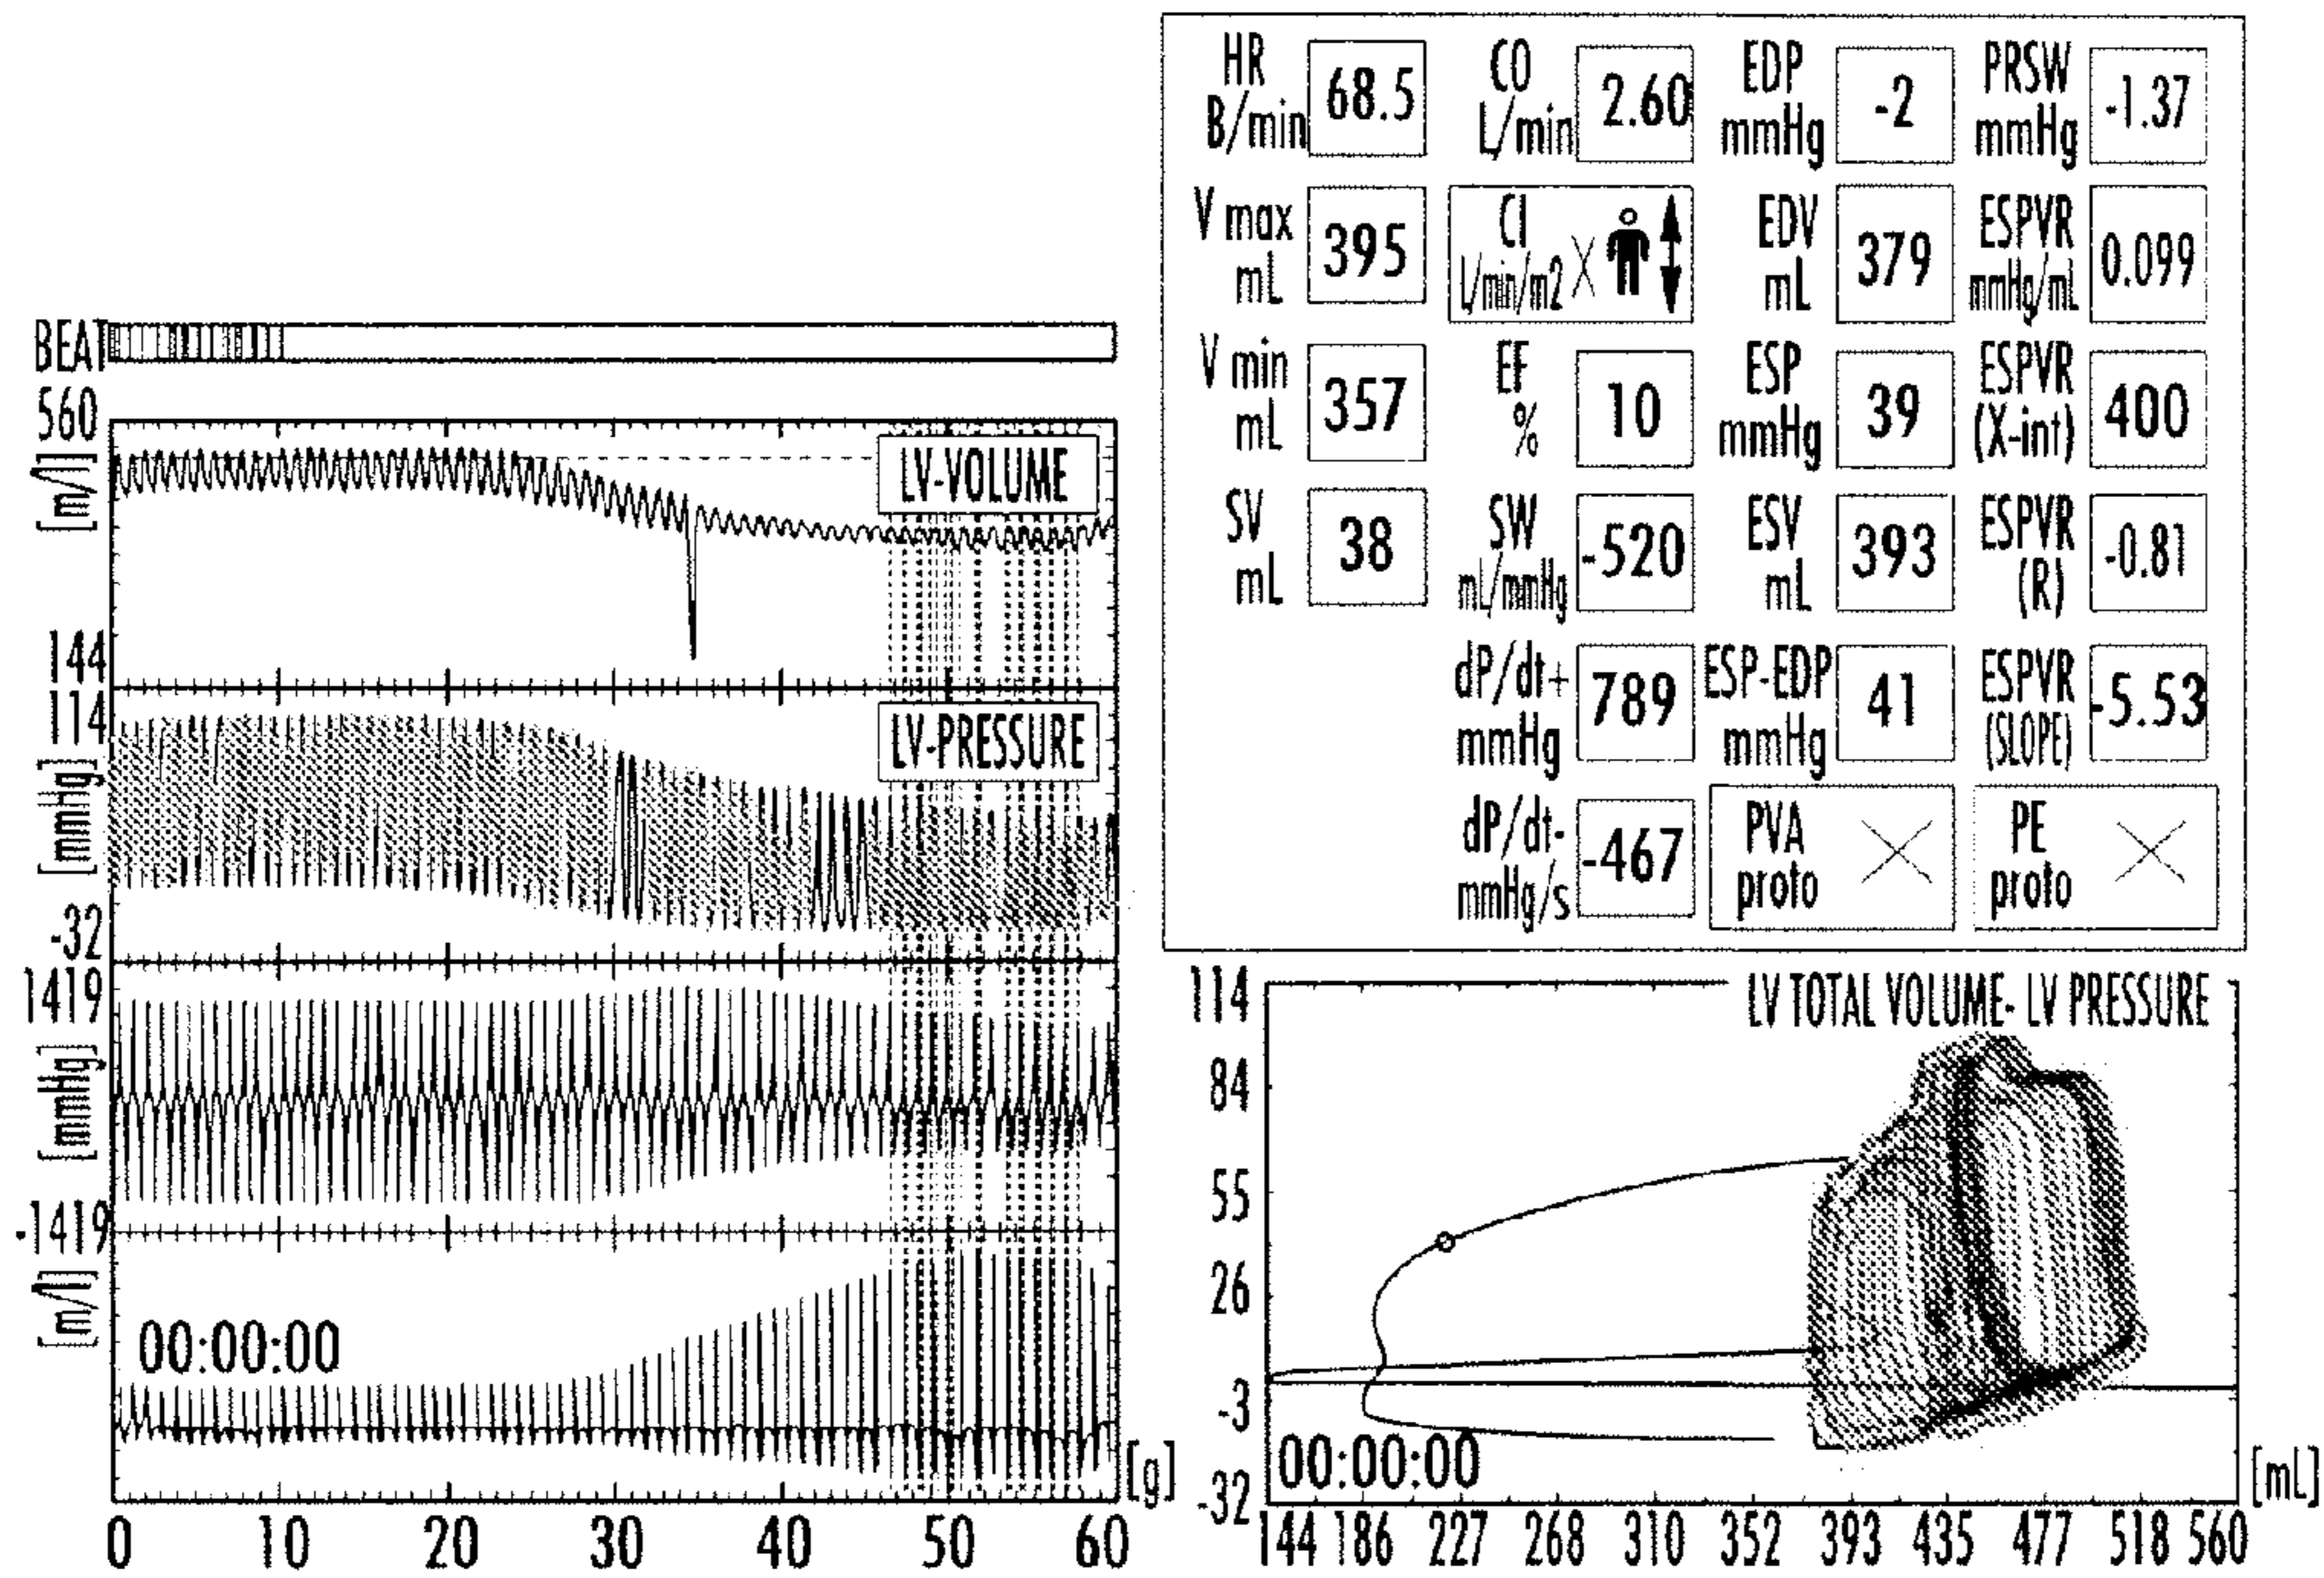 BEAT
560
[m/l]
LV-VOLUME
144
114
[mmHg]
LV-PRESSURE
-32
1419
[mmHg]
-1419
[m/l]
00:00:00
[g]
0 10 20 30 40 50 60
HR B/min 68.5
CO L/min 2.60
EDP mmHg -2
PRSW mmHg -1.37
V max mL 395
CI l/min/m2
EDV mL 379
ESPVR mmHg/mL 0.099
V min mL 357
EF % 10
ESP mmHg 39
ESPVR (X-int) 400
SV mL 38
SW mL/mmHg -520
ESV mL 393
ESPVR (R) -0.81
dP/dt+ mmHg 789
ESP-EDP mmHg 41
ESPVR (SLOPE) -5.53
dP/dt- mmHg/s -467
PVA proto
PE proto
LV TOTAL VOLUME- LV PRESSURE
114
84
55
26
-3
-32
00:00:00
[mL]
144 186 227 268 310 352 393 435 477 518 560